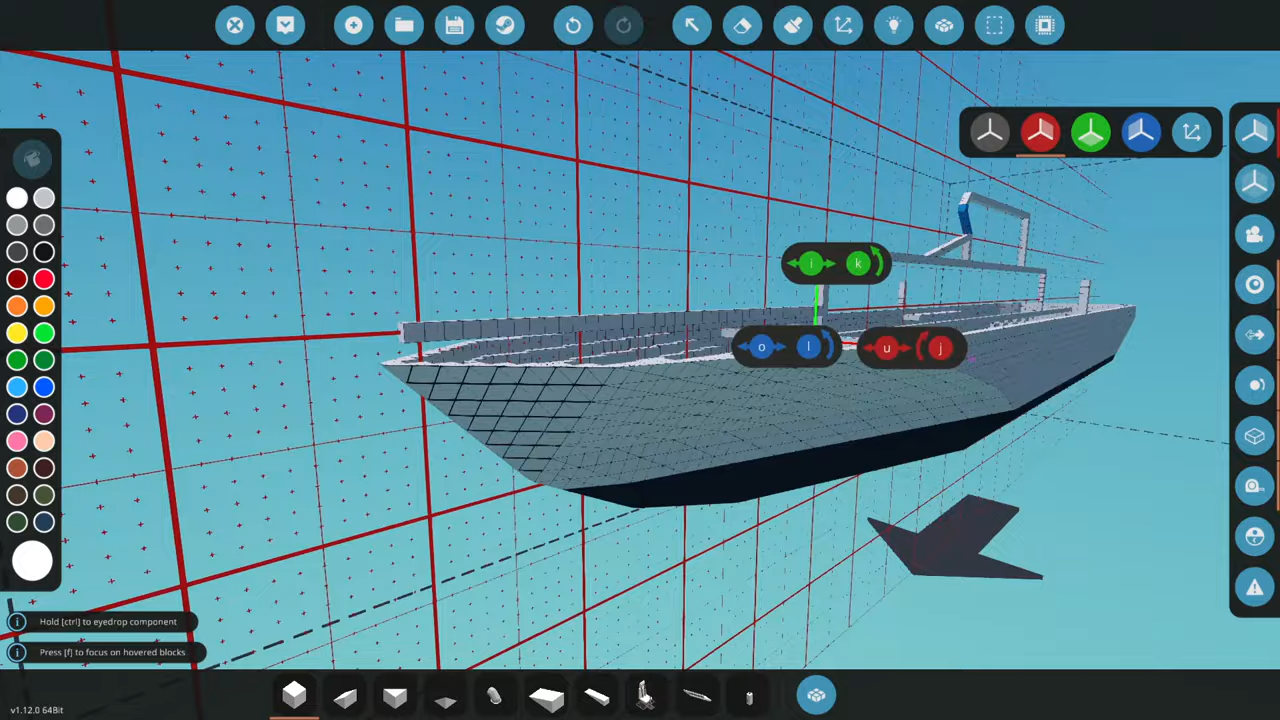 i
k
o
l
u
j
Hold [ctrl] to eyedrop component
Press [f] to focus on hovered blocks
v1.12.0 64Bit